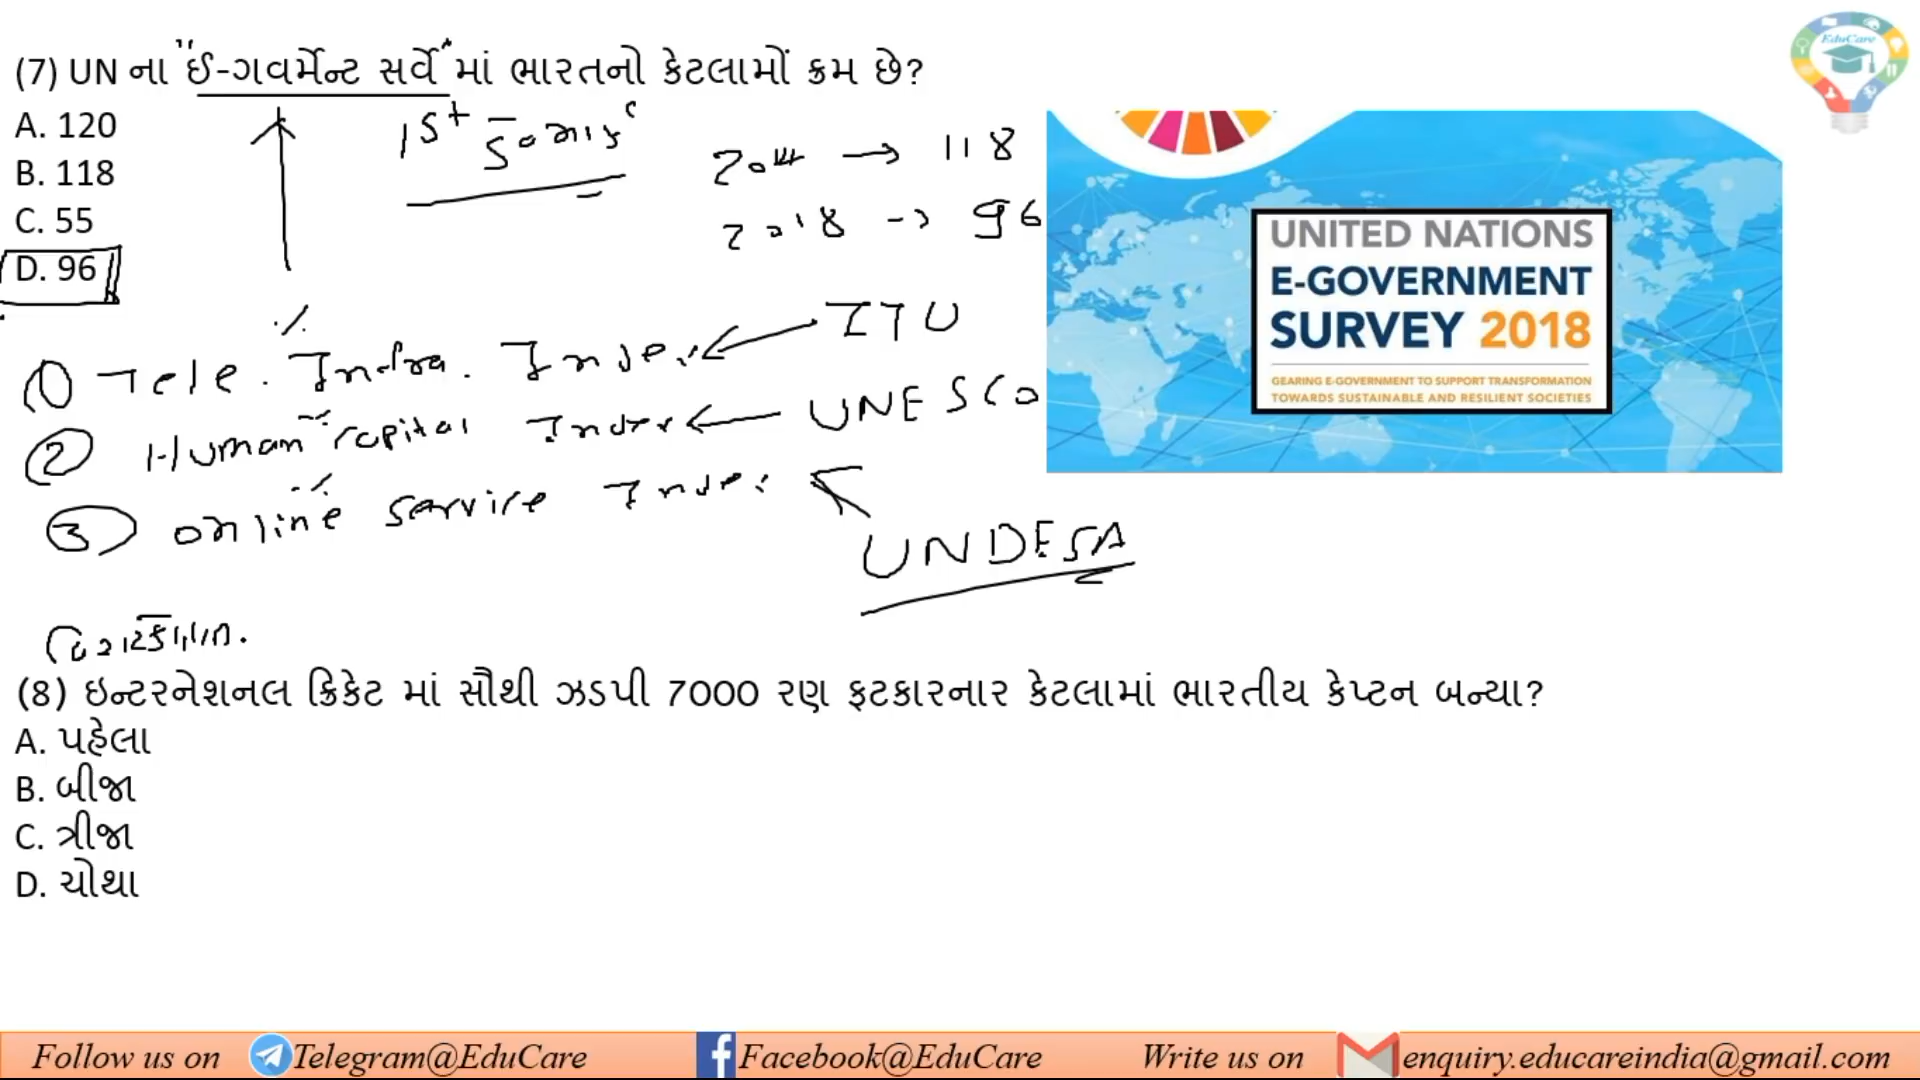 (7) UN ના "ઈ-ગવર્મેન્ટ સર્વે" માં ભારતનો કેટલામોં ક્રમ છે?
A. 120
B. 118
C. 55
D. 96
1st ડેન્માર્ક
2014 → 118
2018 → 96
① Tele. Infra. Index ← ITU
② Human capital Index ← UNESCO
③ online service Index
UNDESA
EduCare
UNITED NATIONS
E-GOVERNMENT
SURVEY 2018
GEARING E-GOVERNMENT TO SUPPORT TRANSFORMATION
TOWARDS SUSTAINABLE AND RESILIENT SOCIETIES
(8) ઇન્ટરનેશનલ ક્રિકેટ માં સૌથી ઝડપી 7000 રણ ફટકારનાર કેટલામાં ભારતીય કેપ્ટન બન્યા?
A. પહેલા
B. બીજા
C. ત્રીજા
D. ચોથા
Follow us on Telegram@EduCare Facebook@EduCare Write us on enquiry.educareindia@gmail.com